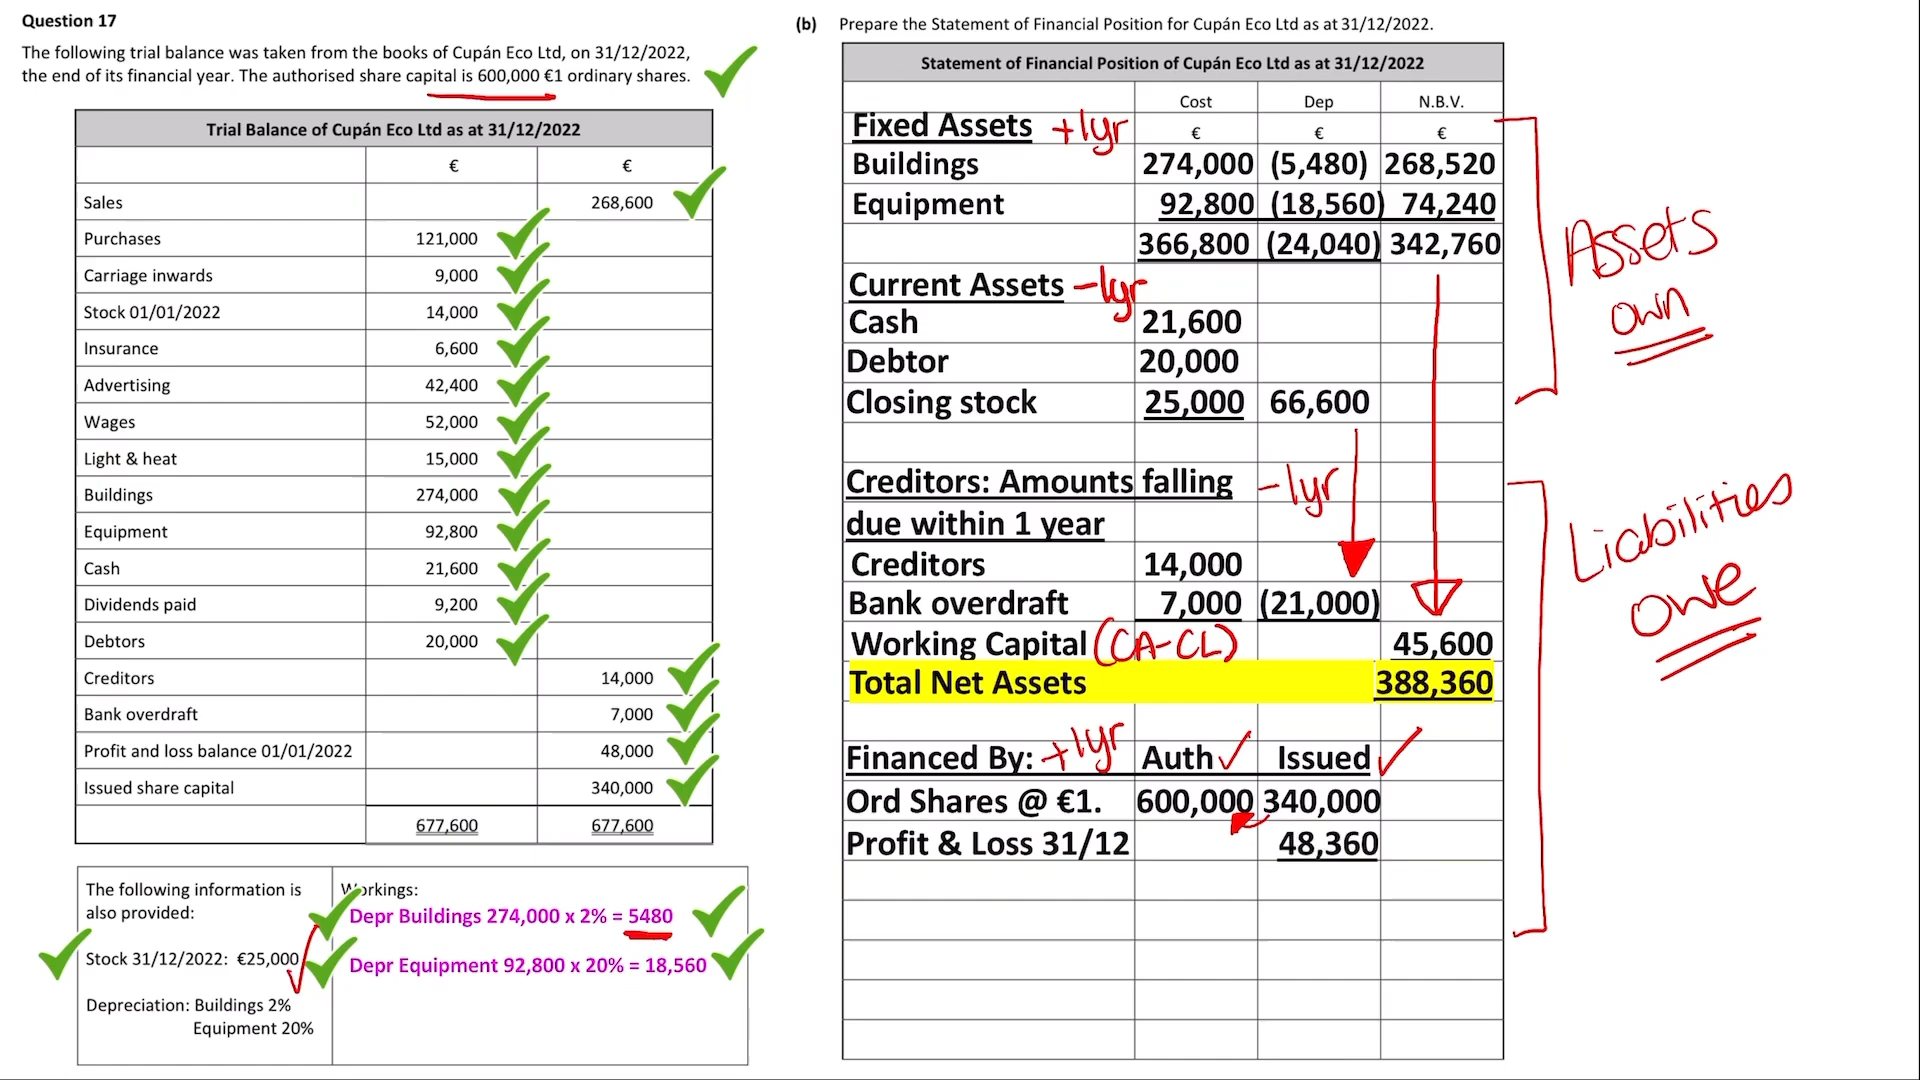 Question 17
The following trial balance was taken from the books of Cupán Eco Ltd, on 31/12/2022,
the end of its financial year. The authorised share capital is 600,000 €1 ordinary shares.
Trial Balance of Cupán Eco Ltd as at 31/12/2022
€ €
Sales 268,600
Purchases 121,000
Carriage inwards 9,000
Stock 01/01/2022 14,000
Insurance 6,600
Advertising 42,400
Wages 52,000
Light & heat 15,000
Buildings 274,000
Equipment 92,800
Cash 21,600
Dividends paid 9,200
Debtors 20,000
Creditors 14,000
Bank overdraft 7,000
Profit and loss balance 01/01/2022 48,000
Issued share capital 340,000
677,600 677,600
The following information is
also provided:
Stock 31/12/2022: €25,000
Depreciation: Buildings 2%
Equipment 20%
Workings:
Depr Buildings 274,000 x 2% = 5480
Depr Equipment 92,800 x 20% = 18,560
(b) Prepare the Statement of Financial Position for Cupán Eco Ltd as at 31/12/2022.
Statement of Financial Position of Cupán Eco Ltd as at 31/12/2022
Cost Dep N.B.V.
Fixed Assets +1yr € € €
Buildings 274,000 (5,480) 268,520
Equipment 92,800 (18,560) 74,240
366,800 (24,040) 342,760
Current Assets -1yr
Cash 21,600
Debtor 20,000
Closing stock 25,000 66,600
Creditors: Amounts falling -1yr
due within 1 year
Creditors 14,000
Bank overdraft 7,000 (21,000)
Working Capital (CA-CL) 45,600
Total Net Assets 388,360
Financed By: +1yr Auth Issued
Ord Shares @ €1. 600,000 340,000
Profit & Loss 31/12 48,360
Assets
own
Liabilities
owe